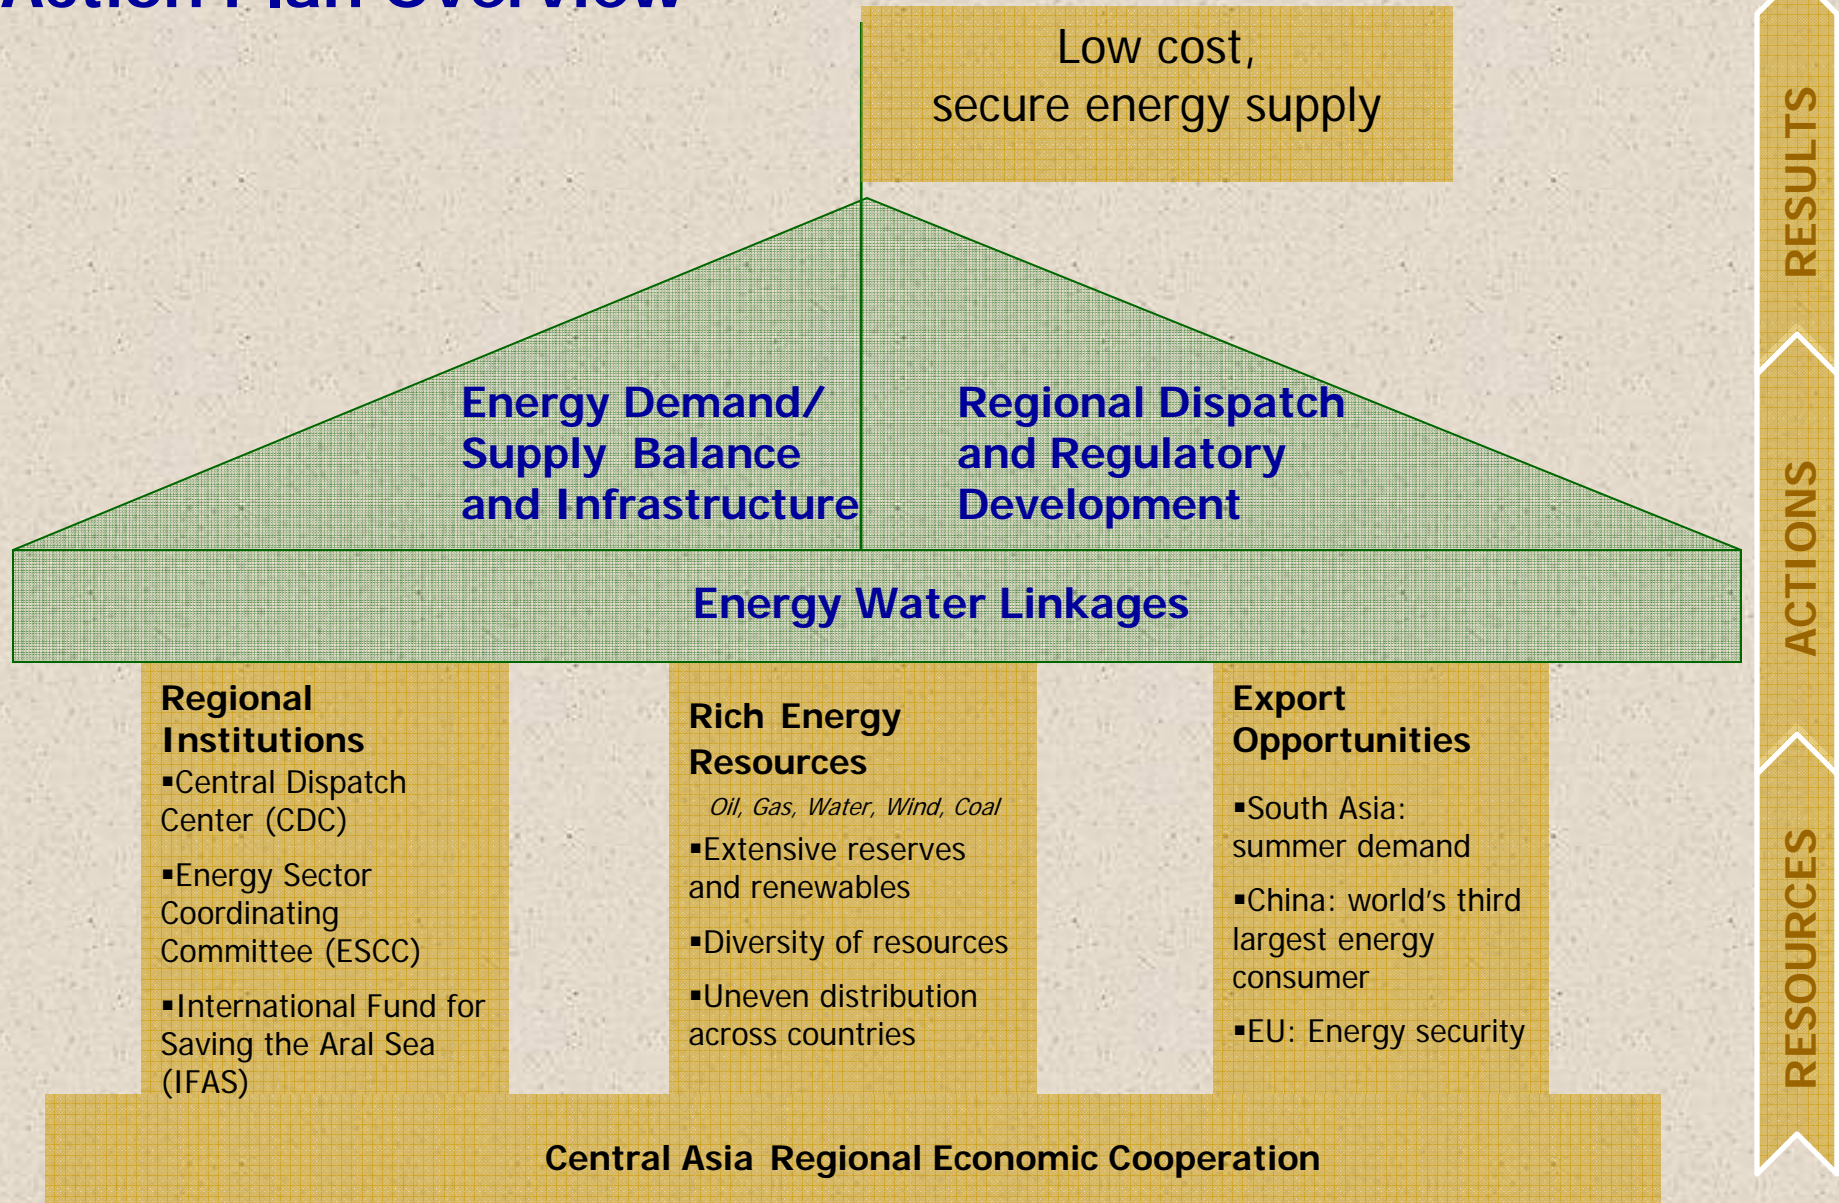 Action Plan Overview
Low cost,
secure energy supply
Energy Demand/
Supply Balance
and Infrastructure
Regional Dispatch
and Regulatory
Development
Energy Water Linkages
Regional
Institutions
▪Central Dispatch
Center (CDC)
▪Energy Sector
Coordinating
Committee (ESCC)
▪International Fund for
Saving the Aral Sea
(IFAS)
Rich Energy
Resources
Oil, Gas, Water, Wind, Coal
▪Extensive reserves
and renewables
▪Diversity of resources
▪Uneven distribution
across countries
Export
Opportunities
▪South Asia:
summer demand
▪China: world's third
largest energy
consumer
▪EU: Energy security
Central Asia Regional Economic Cooperation
RESULTS
ACTIONS
RESOURCES